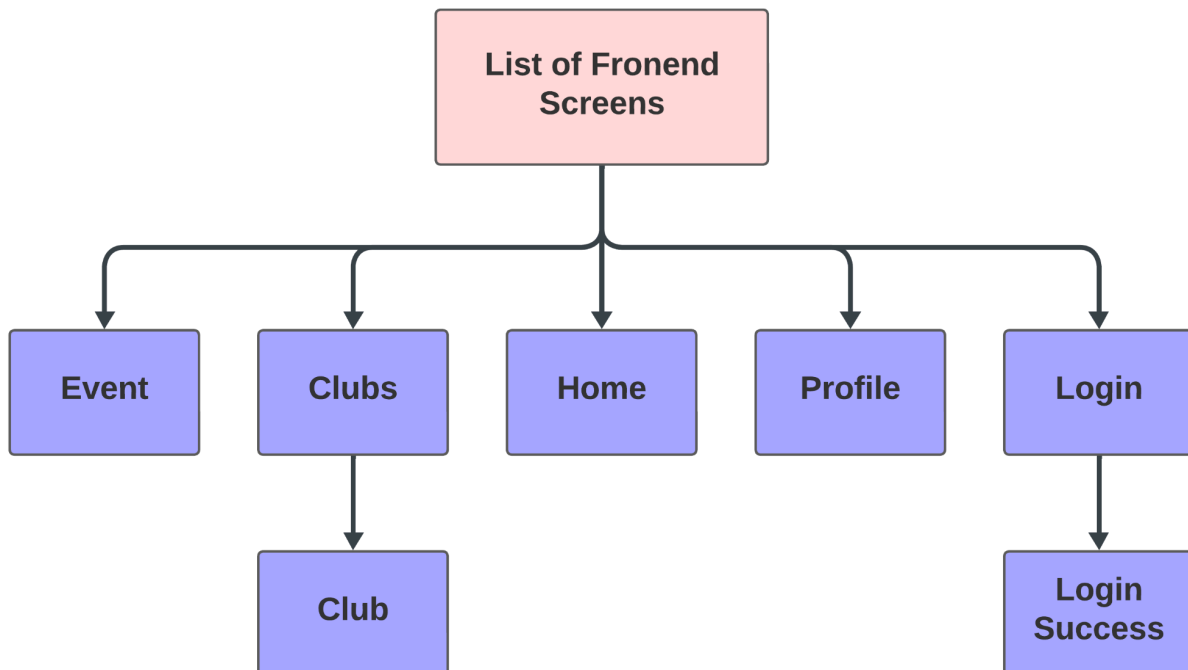 List of Fronend
Screens
Event
Clubs
Home
Profile
Login
Club
Login
Success